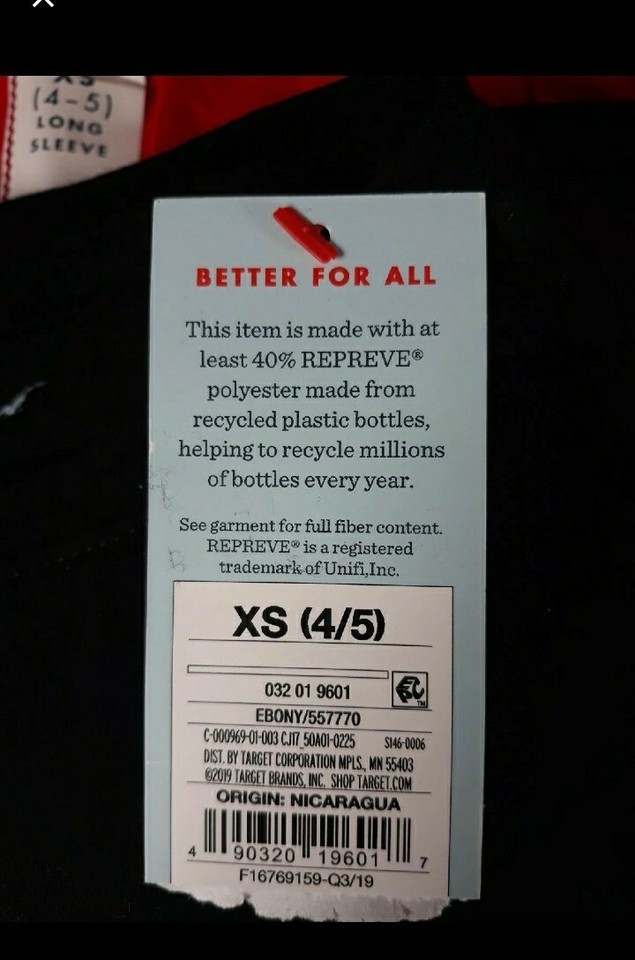 XS
(4-5)
LONG
SLEEVE
BETTER FOR ALL
This item is made with at
least 40% REPREVE®
polyester made from
recycled plastic bottles,
helping to recycle millions
of bottles every year.
See garment for full fiber content.
REPREVE® is a registered
trademark of Unifi,Inc.
XS (4/5)
032 01 9601
EBONY/557770
C-000969-01-003 CJ17_50A01-0225 S146-0006
DIST. BY TARGET CORPORATION MPLS., MN 55403
©2019 TARGET BRANDS, INC. SHOP TARGET.COM
ORIGIN: NICARAGUA
4 90320 19601 7
F16769159-Q3/19